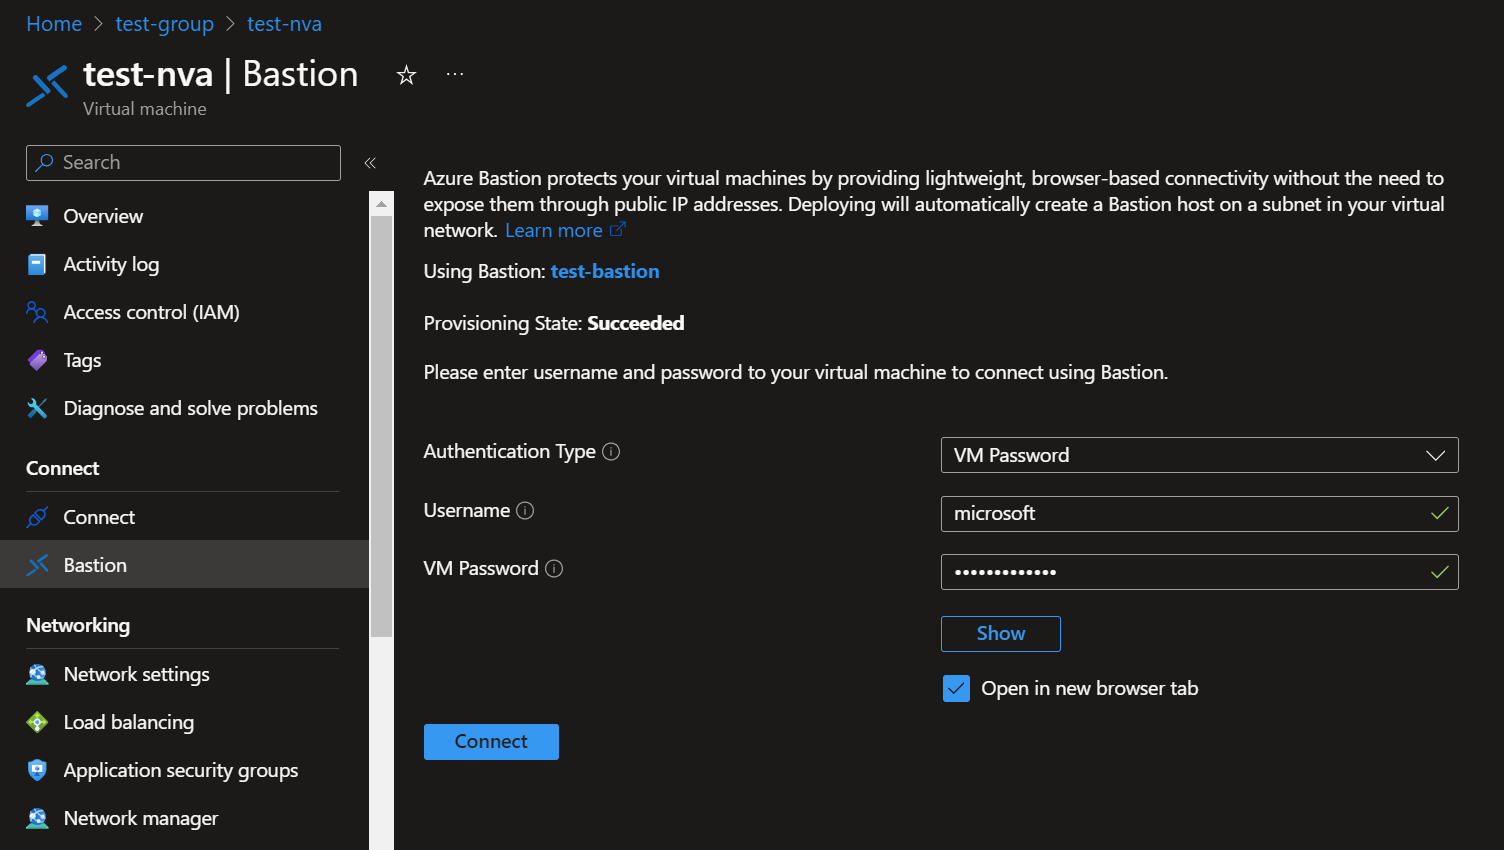 Home > test-group > test-nva
test-nva | Bastion
Virtual machine
Search
Overview
Activity log
Access control (IAM)
Tags
Diagnose and solve problems
Connect
Connect
Bastion
Networking
Network settings
Load balancing
Application security groups
Network manager
Azure Bastion protects your virtual machines by providing lightweight, browser-based connectivity without the need to
expose them through public IP addresses. Deploying will automatically create a Bastion host on a subnet in your virtual
network. Learn more
Using Bastion: test-bastion
Provisioning State: Succeeded
Please enter username and password to your virtual machine to connect using Bastion.
Authentication Type
VM Password
Username
microsoft
VM Password
•••••••••••••
Show
Open in new browser tab
Connect